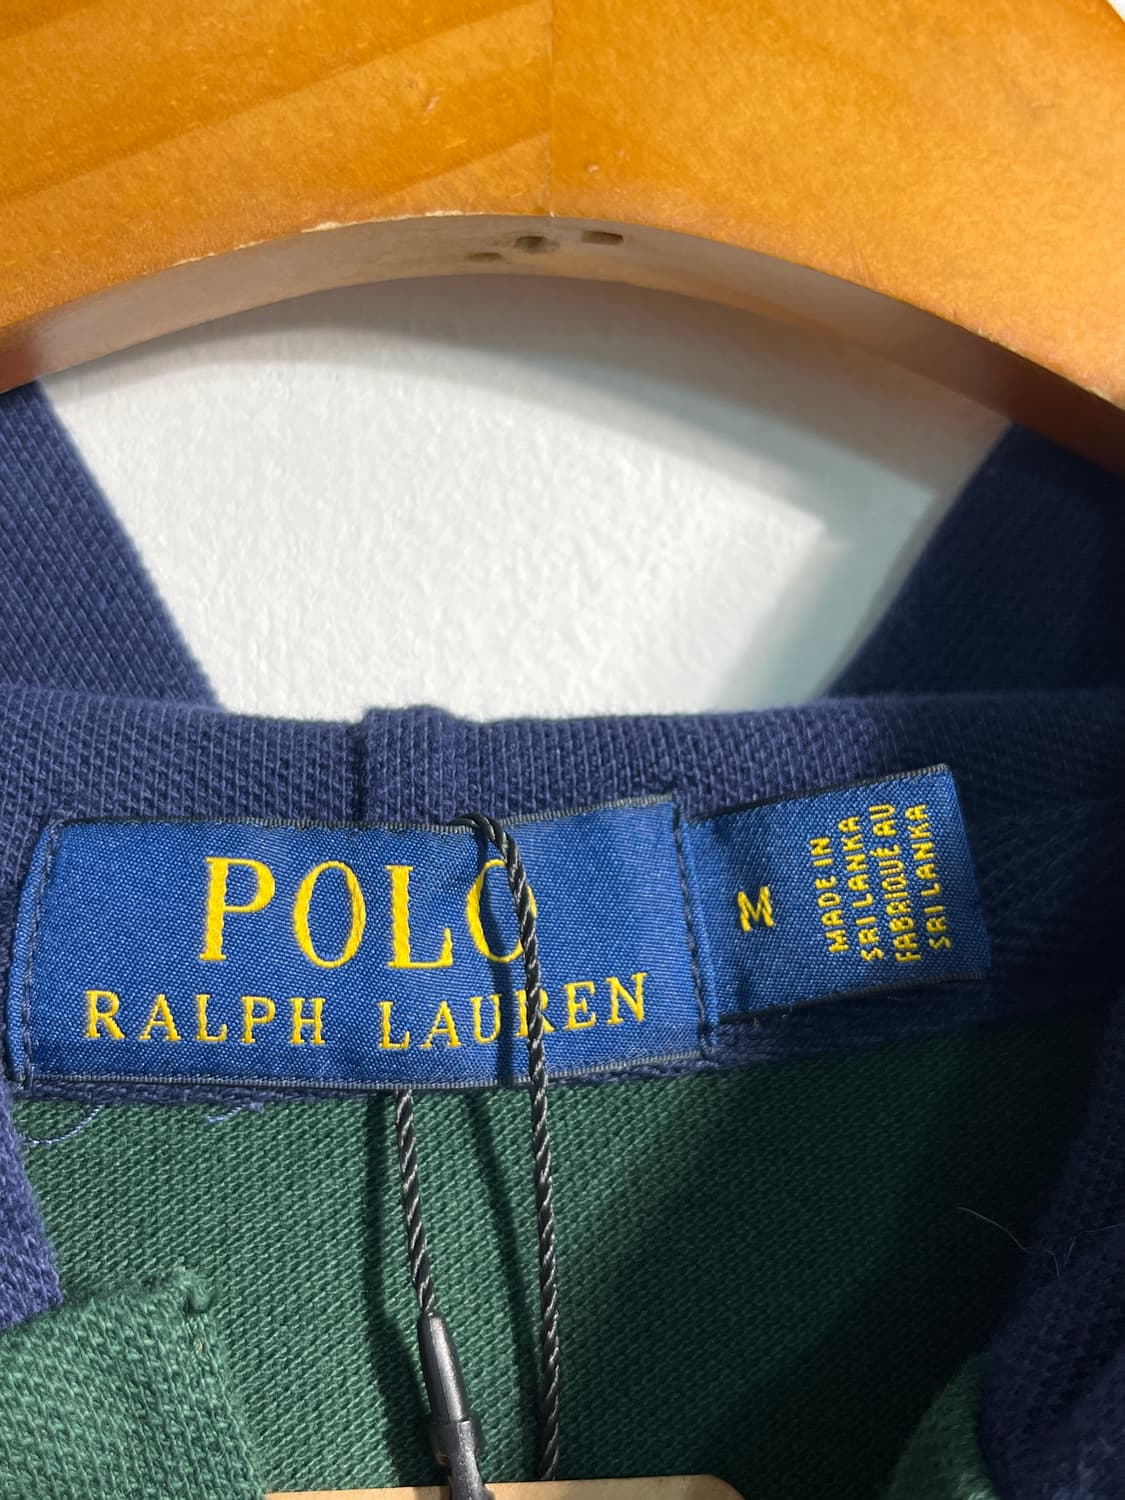 POLO
RALPH LAUREN
M
MADE IN
SRI LANKA
FABRIQUÉ AU
SRI LANKA